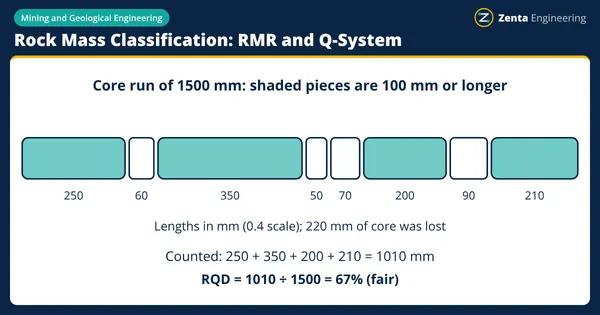 Mining and Geological Engineering
Zenta Engineering
Rock Mass Classification: RMR and Q-System
Core run of 1500 mm: shaded pieces are 100 mm or longer
250 60 350 50 70 200 90 210
Lengths in mm (0.4 scale); 220 mm of core was lost
Counted: 250 + 350 + 200 + 210 = 1010 mm
RQD = 1010 ÷ 1500 = 67% (fair)